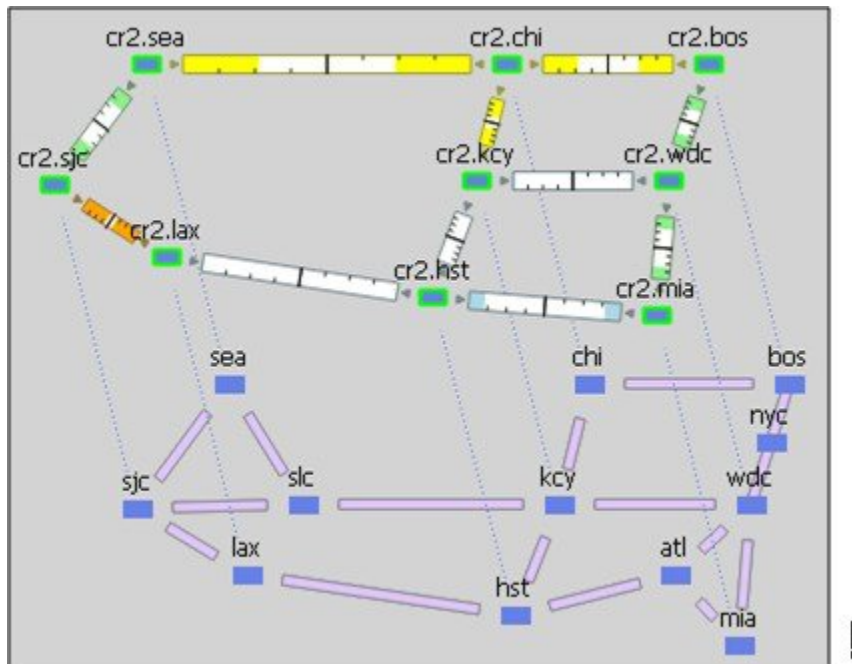 cr2.sea
cr2.chi
cr2.bos
cr2.sjc
cr2.kcy
cr2.wdc
cr2.lax
cr2.hst
cr2.mia
sea
chi
bos
nyc
sjc
slc
kcy
wdc
lax
atl
hst
mia